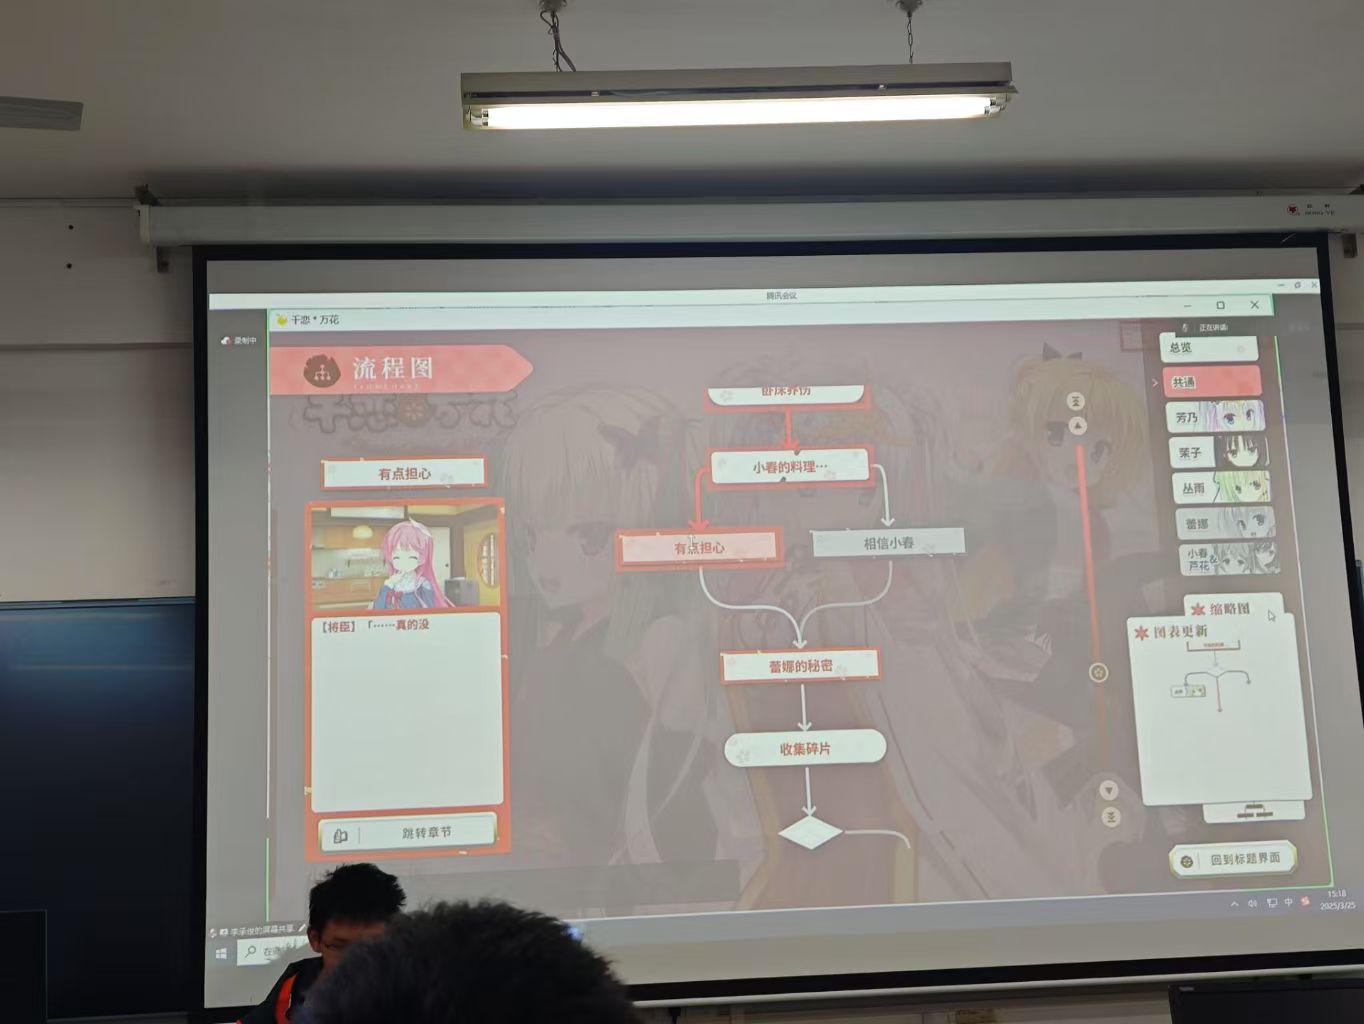 腾讯会议
千恋＊万花
录制中
正在讲话:
流程图
总览
共通
芳乃
茉子
丛雨
蕾娜
小春&
芦花
卧床养伤
小春的料理…
有点担心
有点担心
相信小春
【将臣】「……真的没
蕾娜的秘密
收集碎片
缩略图
图表更新
跳转章节
回到标题界面
李承俊的屏幕共享
中
15:18
2025/3/25